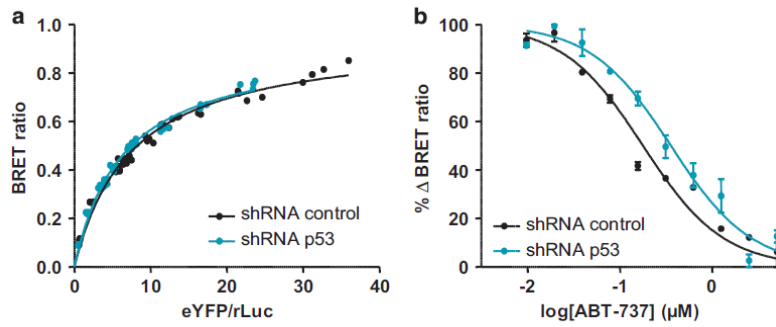 a
BRET ratio
1.0
0.8
0.6
0.4
0.2
0.0
0 10 20 30 40
eYFP/rLuc
shRNA control
shRNA p53
b
% Δ BRET ratio
100
80
60
40
20
0
-2 -1 0
log[ABT-737] (μM)
shRNA control
shRNA p53